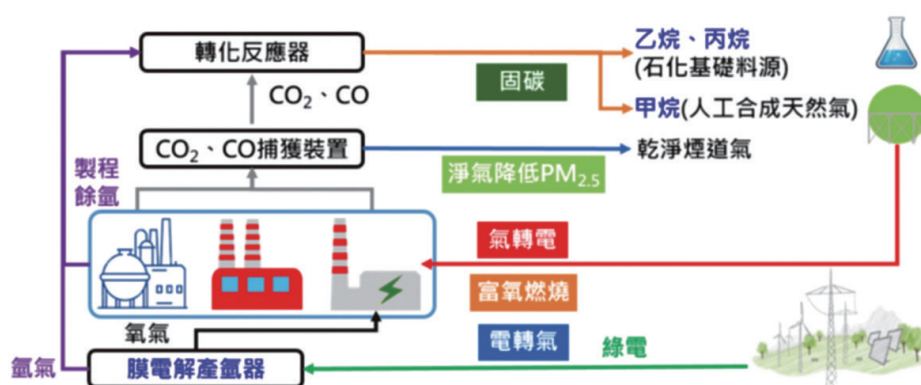 轉化反應器
乙烷、丙烷
(石化基礎料源)
固碳
CO₂、CO
甲烷(人工合成天然氣)
CO₂、CO捕獲裝置
乾淨煙道氣
淨氣降低PM₂.₅
製程
餘氫
氣轉電
富氧燃燒
氧氣
電轉氣
綠電
氫氣
膜電解產氫器